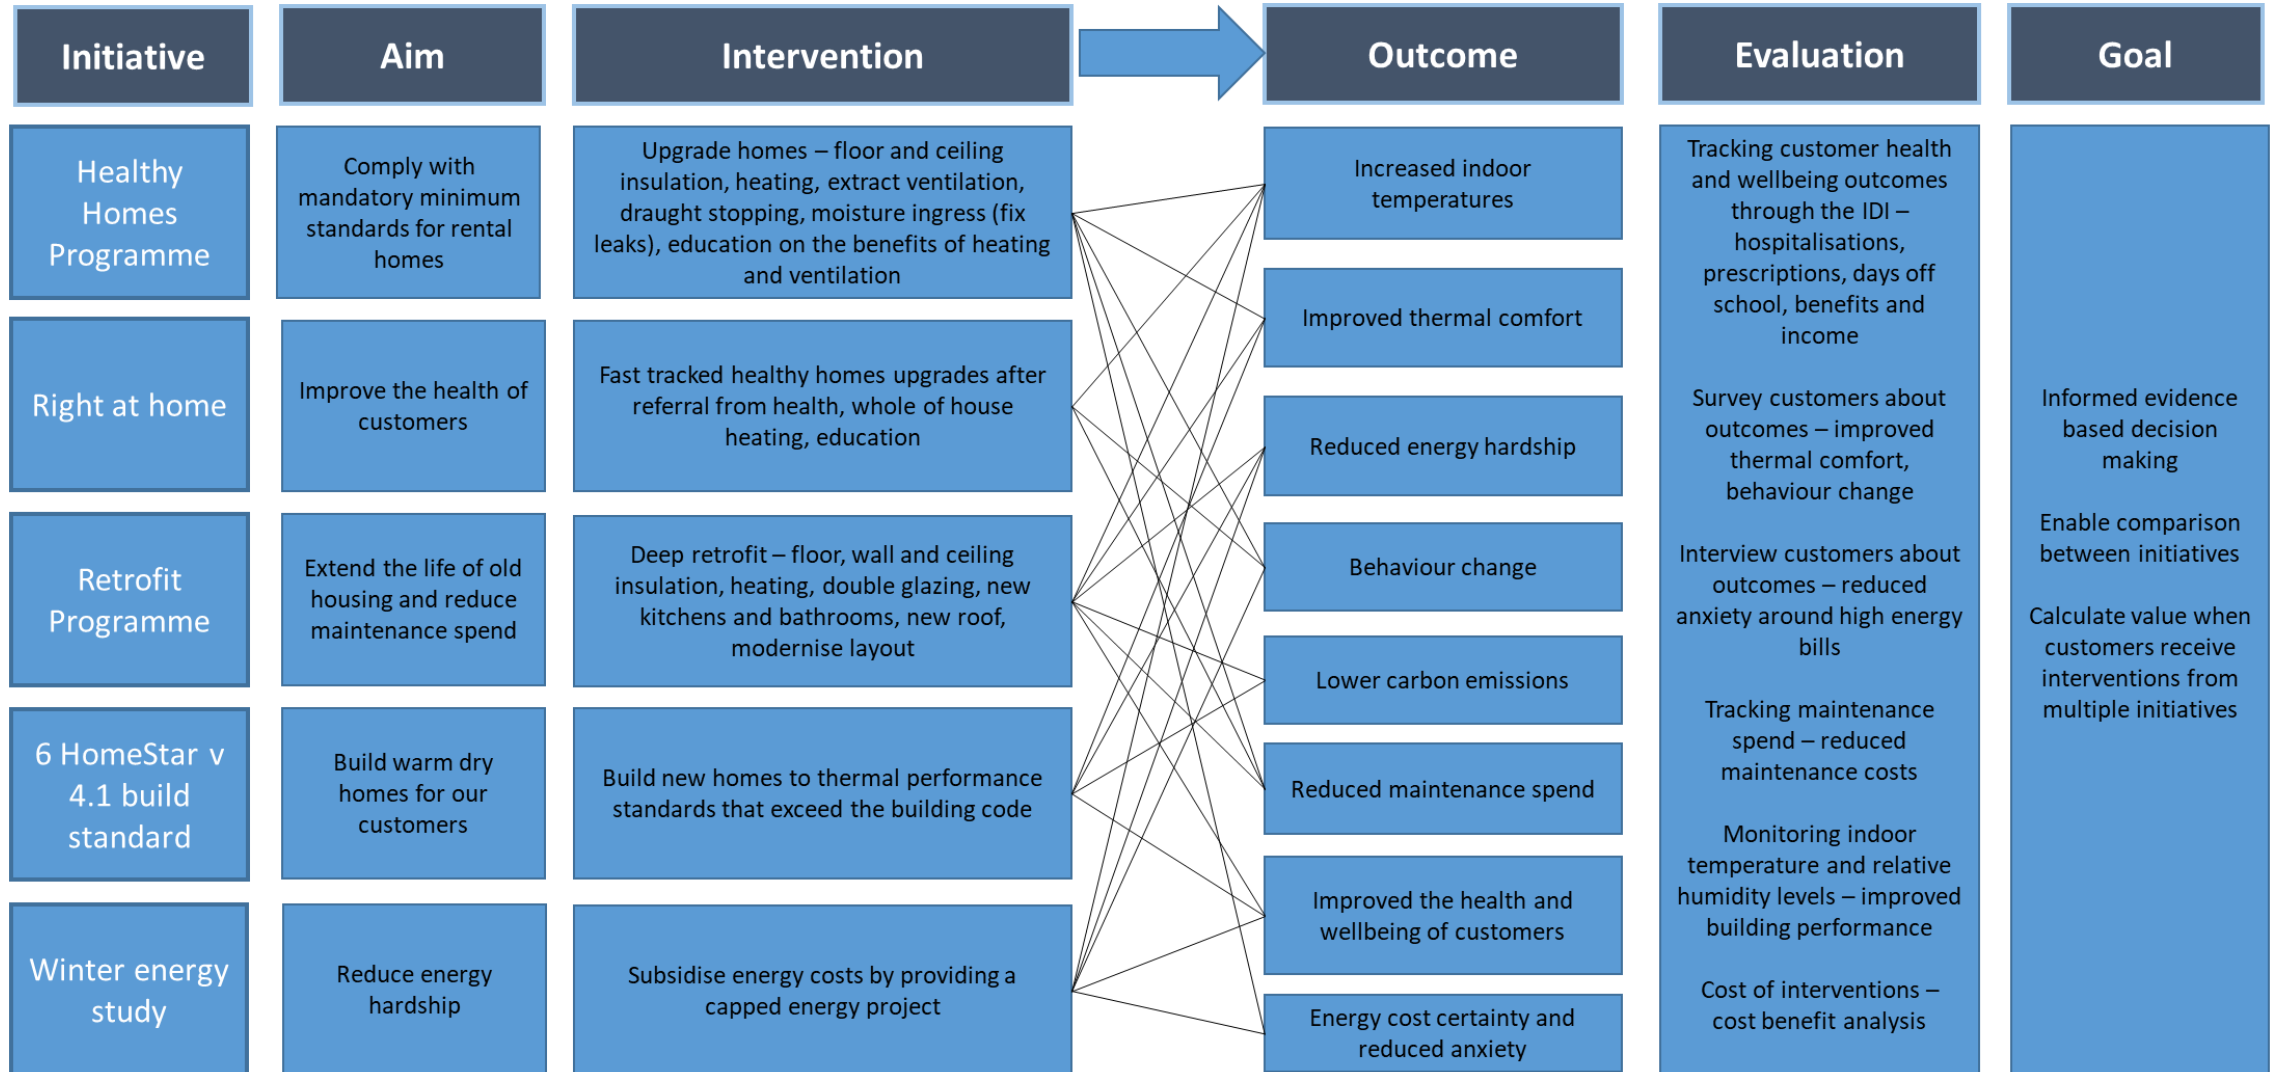 Initiative
Aim
Intervention
Outcome
Evaluation
Goal
Healthy
Homes
Programme
Comply with
mandatory minimum
standards for rental
homes
Upgrade homes – floor and ceiling
insulation, heating, extract ventilation,
draught stopping, moisture ingress (fix
leaks), education on the benefits of heating
and ventilation
Right at home
Improve the health of
customers
Fast tracked healthy homes upgrades after
referral from health, whole of house
heating, education
Retrofit
Programme
Extend the life of old
housing and reduce
maintenance spend
Deep retrofit – floor, wall and ceiling
insulation, heating, double glazing, new
kitchens and bathrooms, new roof,
modernise layout
6 HomeStar v
4.1 build
standard
Build warm dry
homes for our
customers
Build new homes to thermal performance
standards that exceed the building code
Winter energy
study
Reduce energy
hardship
Subsidise energy costs by providing a
capped energy project
Increased indoor
temperatures
Improved thermal comfort
Reduced energy hardship
Behaviour change
Lower carbon emissions
Reduced maintenance spend
Improved the health and
wellbeing of customers
Energy cost certainty and
reduced anxiety
Tracking customer health
and wellbeing outcomes
through the IDI –
hospitalisations,
prescriptions, days off
school, benefits and
income
Survey customers about
outcomes – improved
thermal comfort,
behaviour change
Interview customers about
outcomes – reduced
anxiety around high energy
bills
Tracking maintenance
spend – reduced
maintenance costs
Monitoring indoor
temperature and relative
humidity levels – improved
building performance
Cost of interventions –
cost benefit analysis
Informed evidence
based decision
making
Enable comparison
between initiatives
Calculate value when
customers receive
interventions from
multiple initiatives